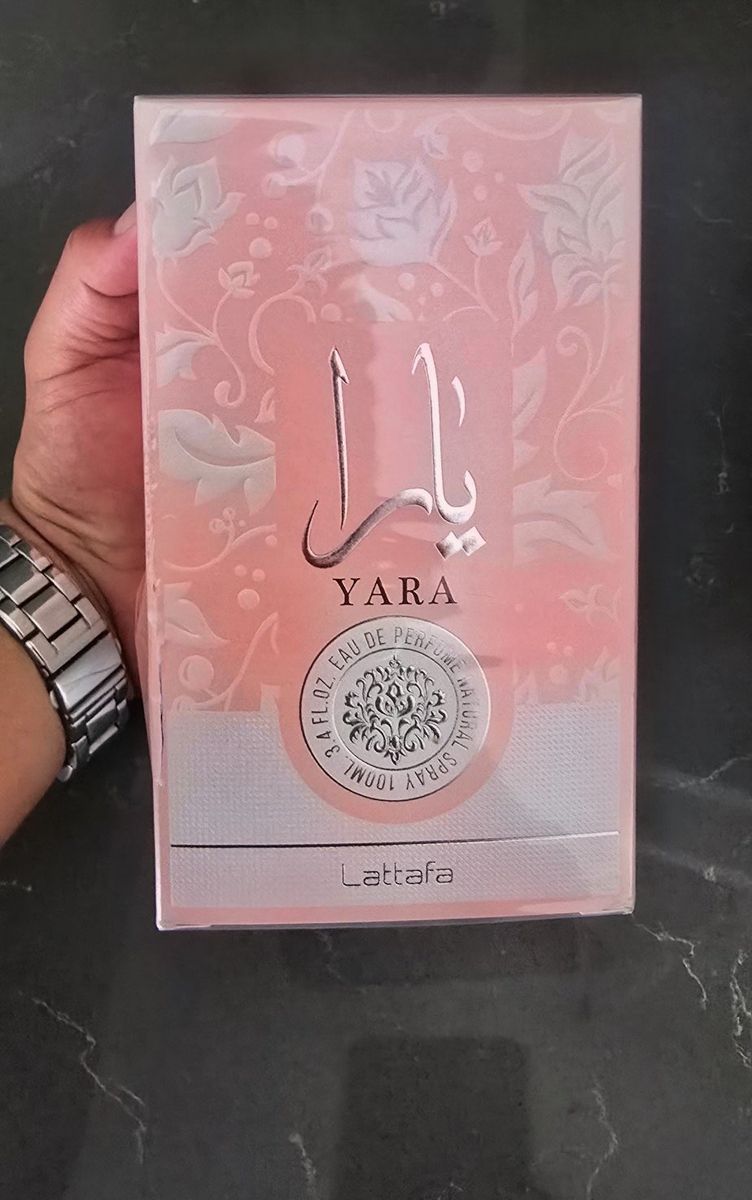 يارا
YARA
EAU DE PERFUME NATURAL SPRAY 100ML. 3.4 FL.OZ.
Lattafa